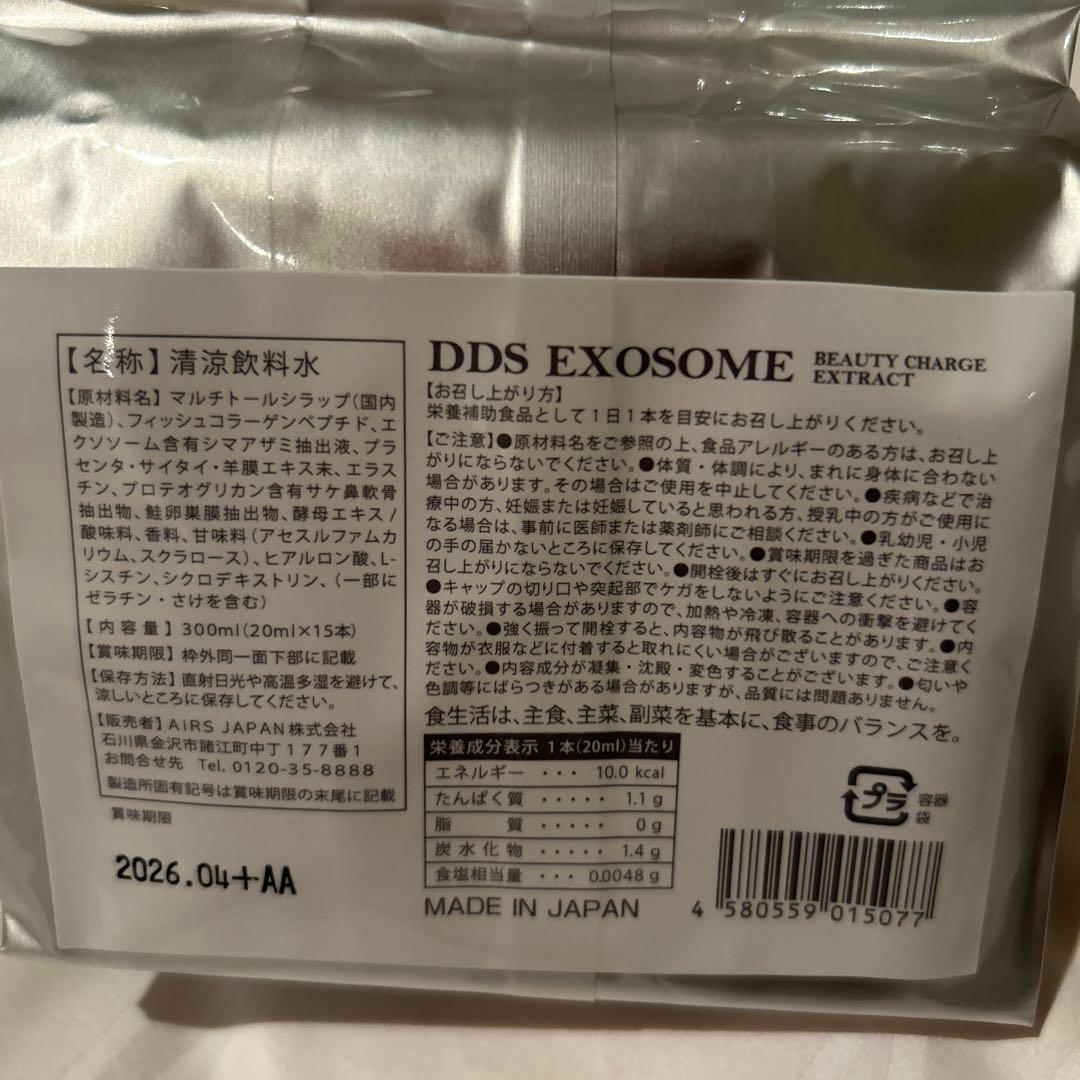 【名称】清涼飲料水
【原材料名】マルチトールシラップ(国内
製造)、フィッシュコラーゲンペプチド、エ
クソソーム含有シマアザミ抽出液、プラ
センタ・サイタイ・羊膜エキス末、エラス
チン、プロテオグリカン含有サケ鼻軟骨
抽出物、鮭卵巣膜抽出物、酵母エキス/
酸味料、香料、甘味料(アセスルファムカ
リウム、スクラロース)、ヒアルロン酸、L-
シスチン、シクロデキストリン、(一部に
ゼラチン・さけを含む)
【内容量】300ml(20ml×15本)
【賞味期限】枠外同一面下部に記載
【保存方法】直射日光や高温多湿を避けて、
涼しいところに保存してください。
【販売者】AiRS JAPAN株式会社
石川県金沢市諸江町中丁177番1
お問合せ先 Tel. 0120-35-8888
製造所固有記号は賞味期限の末尾に記載
賞味期限
2026.04+AA
DDS EXOSOME BEAUTY CHARGE
EXTRACT
【お召し上がり方】
栄養補助食品として1日1本を目安にお召し上がりください。
【ご注意】●原材料名をご参照の上、食品アレルギーのある方は、お召し上
がりにならないでください。●体質・体調により、まれに身体に合わない
場合があります。その場合はご使用を中止してください。●疾病などで治
療中の方、妊娠または妊娠していると思われる方、授乳中の方がご使用に
なる場合は、事前に医師または薬剤師にご相談ください。●乳幼児・小児
の手の届かないところに保存してください。●賞味期限を過ぎた商品はお
召し上がりにならないでください。●開栓後はすぐにお召し上がりください。
●キャップの切り口や突起部でケガをしないようにご注意ください。●容
器が破損する場合がありますので、加熱や冷凍、容器への衝撃を避けてく
ださい。●強く振って開栓すると、内容物が飛び散ることがあります。●内
容物が衣服などに付着すると取れにくい場合がございますので、ご注意く
ださい。●内容成分が凝集・沈殿・変色することがございます。●匂いや
色調等にばらつきがある場合がありますが、品質には問題ありません。
食生活は、主食、主菜、副菜を基本に、食事のバランスを。
栄養成分表示 1本(20ml)当たり
エネルギー ・・・ 10.0 kcal
たんぱく質 ・・・・・ 1.1 g
脂質 ・・・・・ 0 g
炭水化物 ・・・・・ 1.4 g
食塩相当量 ・・・ 0.0048 g
MADE IN JAPAN
プラ
容器
袋
4 580559 015077